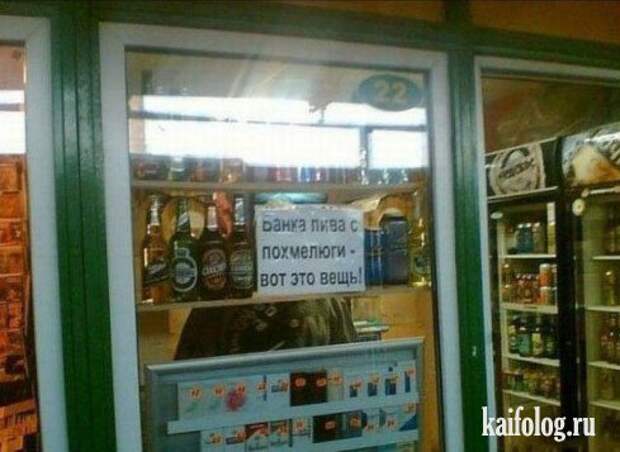 22
Банка пива с
похмелюги -
вот это вещь!
kaifolog.ru